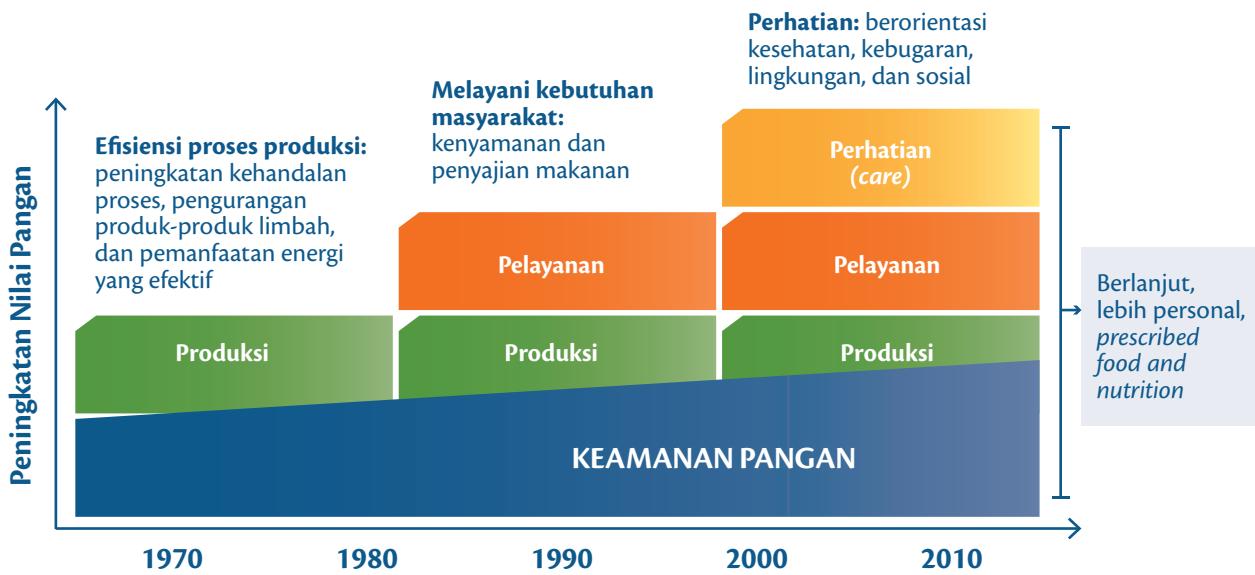 Perhatian: berorientasi
kesehatan, kebugaran,
lingkungan, dan sosial
Melayani kebutuhan
masyarakat:
kenyamanan dan
penyajian makanan
Efisiensi proses produksi:
peningkatan kehandalan
proses, pengurangan
produk-produk limbah,
dan pemanfaatan energi
yang efektif
Peningkatan Nilai Pangan
Perhatian
(care)
Pelayanan
Pelayanan
Produksi
Produksi
Produksi
KEAMANAN PANGAN
Berlanjut,
lebih personal,
prescribed
food and
nutrition
1970
1980
1990
2000
2010